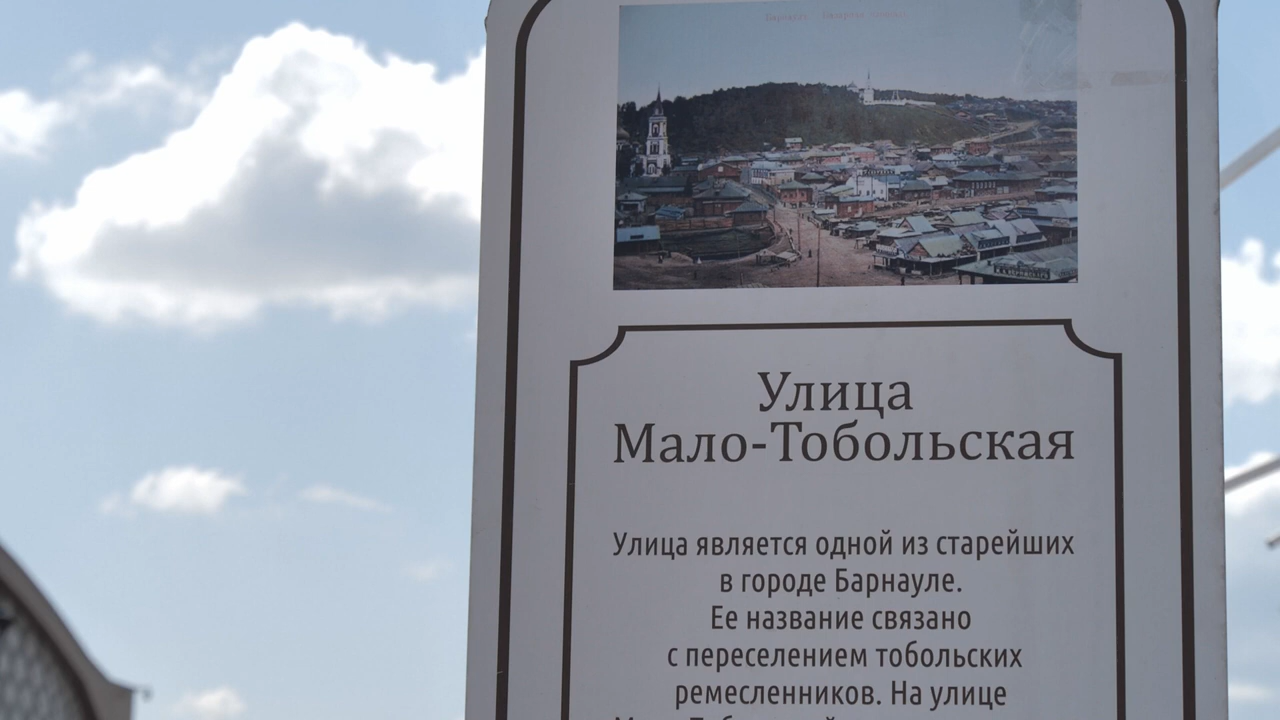 Улица
Мало-Тобольская
Улица является одной из старейших
в городе Барнауле.
Ее название связано
с переселением тобольских
ремесленников. На улице